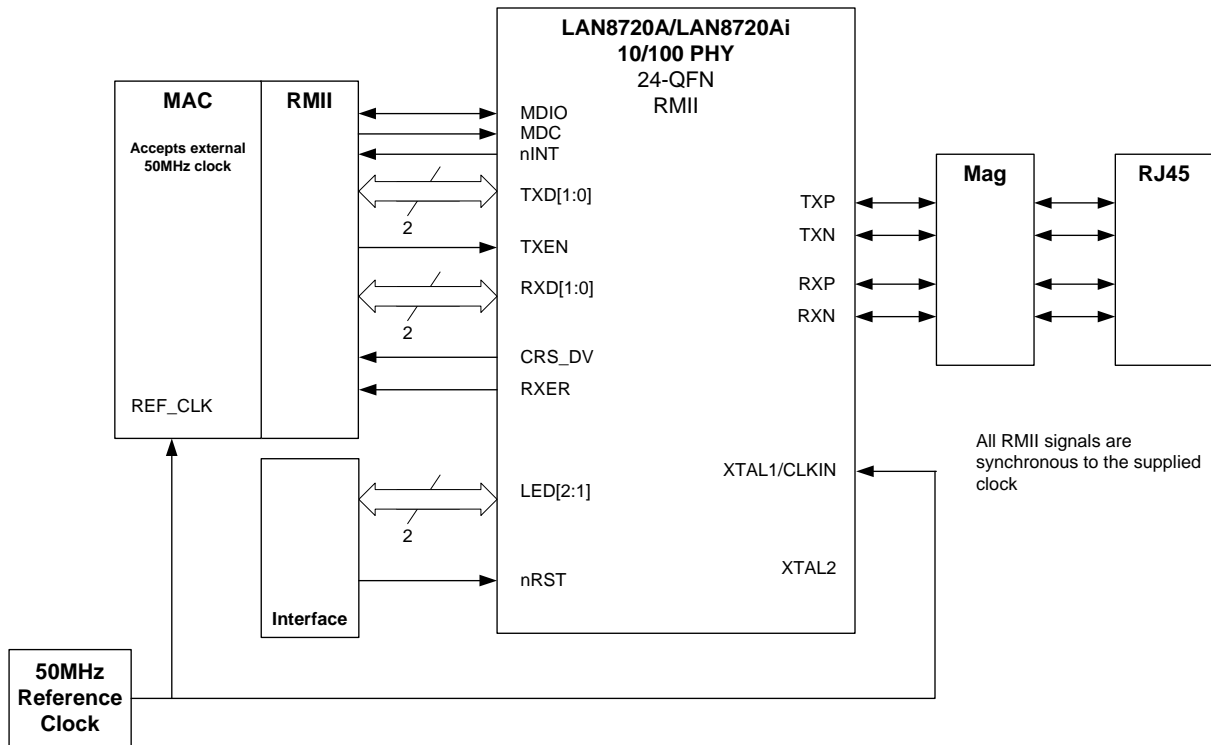 LAN8720A/LAN8720Ai
10/100 PHY
24-QFN
RMII
MAC
Accepts external
50MHz clock
REF_CLK
RMII
MDIO
MDC
nINT
TXD[1:0]
2
TXEN
RXD[1:0]
2
CRS_DV
RXER
LED[2:1]
2
nRST
Interface
TXP
TXN
RXP
RXN
XTAL1/CLKIN
XTAL2
Mag
RJ45
All RMII signals are
synchronous to the supplied
clock
50MHz
Reference
Clock